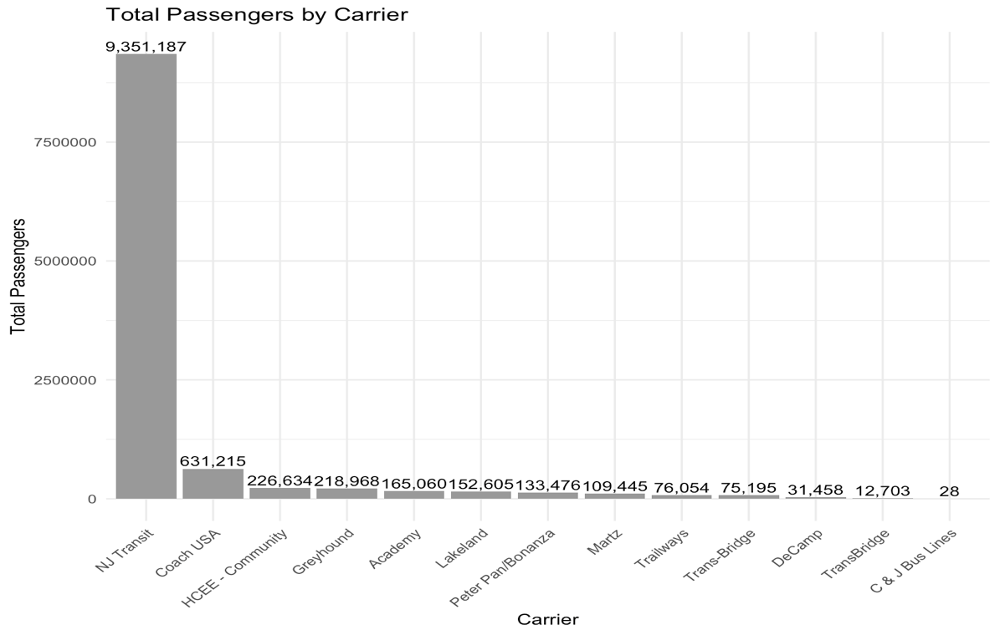 Total Passengers by Carrier
9,351,187
7500000
5000000
2500000
0
Total Passengers
631,215
226,634
218,968
165,060
152,605
133,476
109,445
76,054
75,195
31,458
12,703
28
NJ Transit
Coach USA
HCEE - Community
Greyhound
Academy
Lakeland
Peter Pan/Bonanza
Martz
Trailways
Trans-Bridge
DeCamp
TransBridge
C & J Bus Lines
Carrier